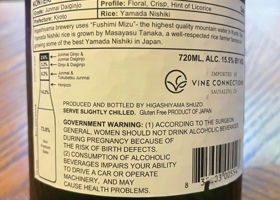 Grade: Junmai Daiginjo
Profile: Floral, Crisp, Hint of Licorice
Prefecture: Kyoto
Rice: Yamada Nishiki
Higashiyama brewery uses "Fushimi Mizu"- the highest quality mountain water in
Yamada Nishiki rice is grown by Masayasu Tanaka, a well-respected rice farmer
growing some of the best Yamada Nishiki in Japan.
Junmai Ginjo &
Junmai Daiginjo
Junmai &
Tokubetsu Junmai
Honjozo
73.8%
720ML, ALC. 15.5% BY VOL
IMPORTED BY
VINE CONNECTIONS
SAUSALITO, CA
PRODUCED AND BOTTLED BY HIGASHIYAMA SHUZO.
SERVE SLIGHTLY CHILLED. Gluten Free PRODUCT OF JAPAN
GOVERNMENT WARNING: (1) ACCORDING TO THE SURGEON
GENERAL, WOMEN SHOULD NOT DRINK ALCOHOLIC BEVERAGES
DURING PREGNANCY BECAUSE OF
THE RISK OF BIRTH DEFECTS.
(2) CONSUMPTION OF ALCOHOLIC
BEVERAGES IMPAIRS YOUR ABILITY
TO DRIVE A CAR OR OPERATE
MACHINERY, AND MAY
CAUSE HEALTH PROBLEMS.